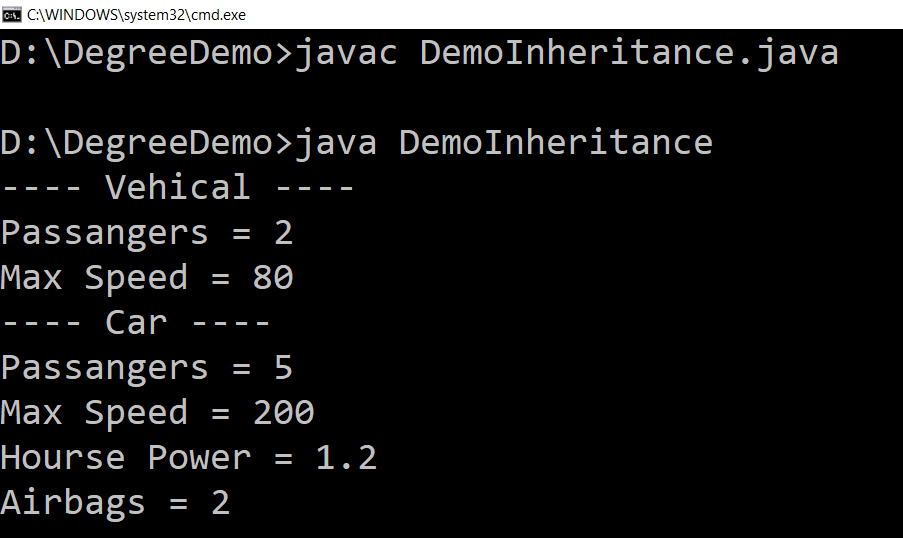 C:\WINDOWS\system32\cmd.exe
D:\DegreeDemo>javac DemoInheritance.java
D:\DegreeDemo>java DemoInheritance
---- Vehical ----
Passangers = 2
Max Speed = 80
---- Car ----
Passangers = 5
Max Speed = 200
Hourse Power = 1.2
Airbags = 2